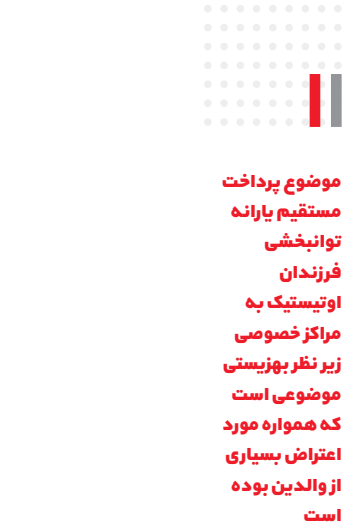 موضوع پرداخت
مستقیم یارانه
توانبخشی
فرزندان
اوتیستیک به
مراکز خصوصی
زیر نظر بهزیستی
موضوعی است
که همواره مورد
اعتراض بسیاری
از والدین بوده
است